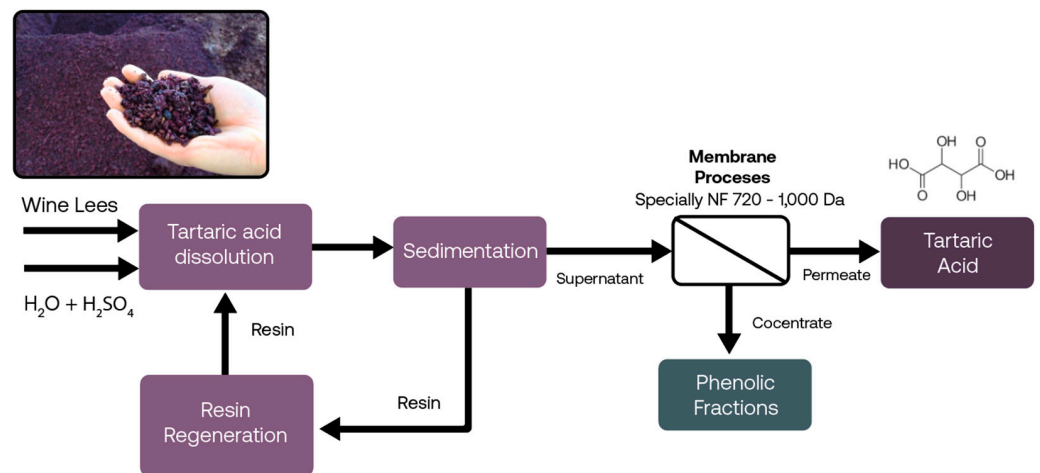 Wine Lees
H₂O + H₂SO₄
Tartaric acid
dissolution
Resin
Resin
Regeneration
Resin
Sedimentation
Supernatant
Membrane
Proceses
Specially NF 720 - 1,000 Da
Permeate
Cocentrate
Phenolic
Fractions
OH
O
HO
OH
O
OH
Tartaric
Acid